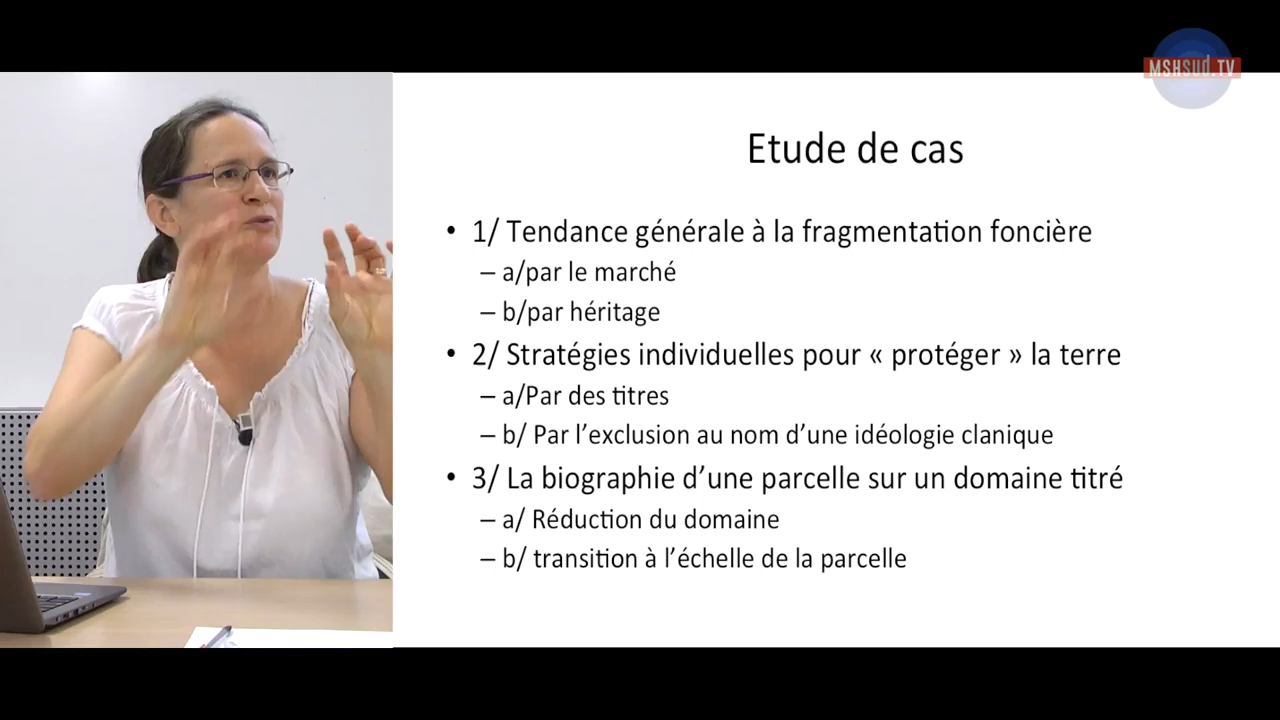 MSHsud.TV
Etude de cas
• 1/ Tendance générale à la fragmentation foncière
– a/par le marché
– b/par héritage
• 2/ Stratégies individuelles pour « protéger » la terre
– a/Par des titres
– b/ Par l’exclusion au nom d’une idéologie clanique
• 3/ La biographie d’une parcelle sur un domaine titré
– a/ Réduction du domaine
– b/ transition à l’échelle de la parcelle